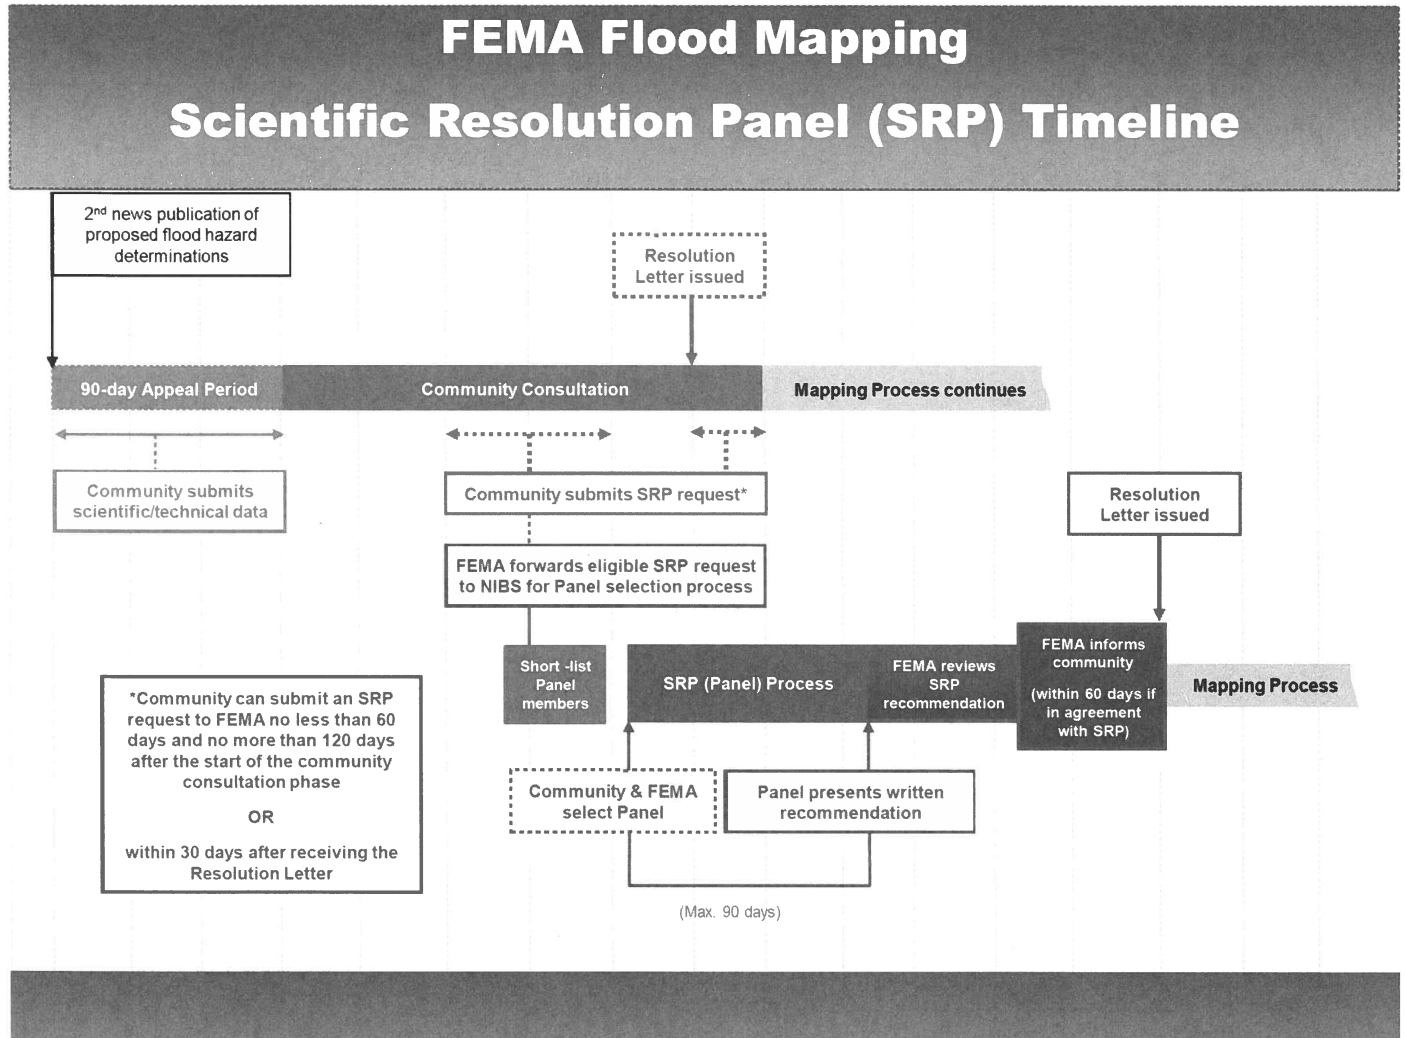 FEMA Flood Mapping
Scientific Resolution Panel (SRP) Timeline
2nd news publication of
proposed flood hazard
determinations
Resolution
Letter issued
90-day Appeal Period
Community Consultation
Mapping Process continues
Community submits
scientific/technical data
Community submits SRP request*
Resolution
Letter issued
FEMA forwards eligible SRP request
to NIBS for Panel selection process
Short -list
Panel
members
SRP (Panel) Process
FEMA reviews
SRP
recommendation
FEMA informs
community
(within 60 days if
in agreement
with SRP)
Mapping Process
*Community can submit an SRP
request to FEMA no less than 60
days and no more than 120 days
after the start of the community
consultation phase
OR
within 30 days after receiving the
Resolution Letter
Community & FEMA
select Panel
Panel presents written
recommendation
(Max. 90 days)